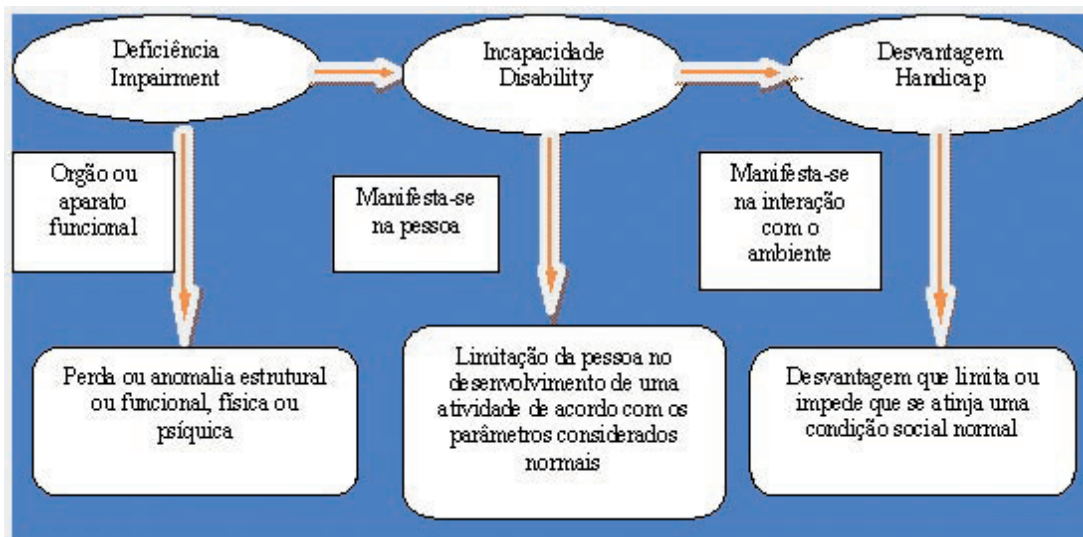 Deficiência
Impairment
Incapacidade
Disability
Desvantagem
Handicap
Orgão ou
aparato
funcional
Manifesta-se
na pessoa
Manifesta-se
na interação
com o
ambiente
Perda ou anomalia estrutural
ou funcional, física ou
psíquica
Limitação da pessoa no
desenvolvimento de uma
atividade de acordo com os
parâmetros considerados
normais
Desvantagem que limita ou
impede que se atinja uma
condição social normal